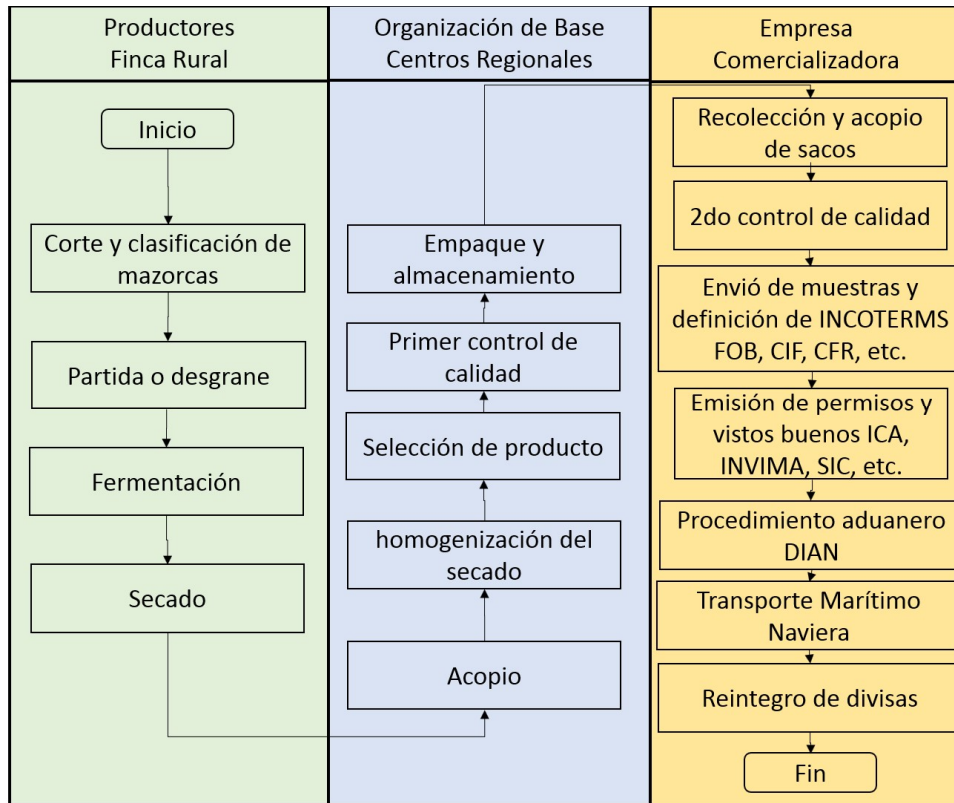 Productores
Finca Rural
Organización de Base
Centros Regionales
Empresa
Comercializadora
Inicio
Corte y clasificación de
mazorcas
Partida o desgrane
Fermentación
Secado
Empaque y
almacenamiento
Primer control de
calidad
Selección de producto
homogenización del
secado
Acopio
Recolección y acopio
de sacos
2do control de calidad
Envió de muestras y
definición de INCOTERMS
FOB, CIF, CFR, etc.
Emisión de permisos y
vistos buenos ICA,
INVIMA, SIC, etc.
Procedimiento aduanero
DIAN
Transporte Marítimo
Naviera
Reintegro de divisas
Fin